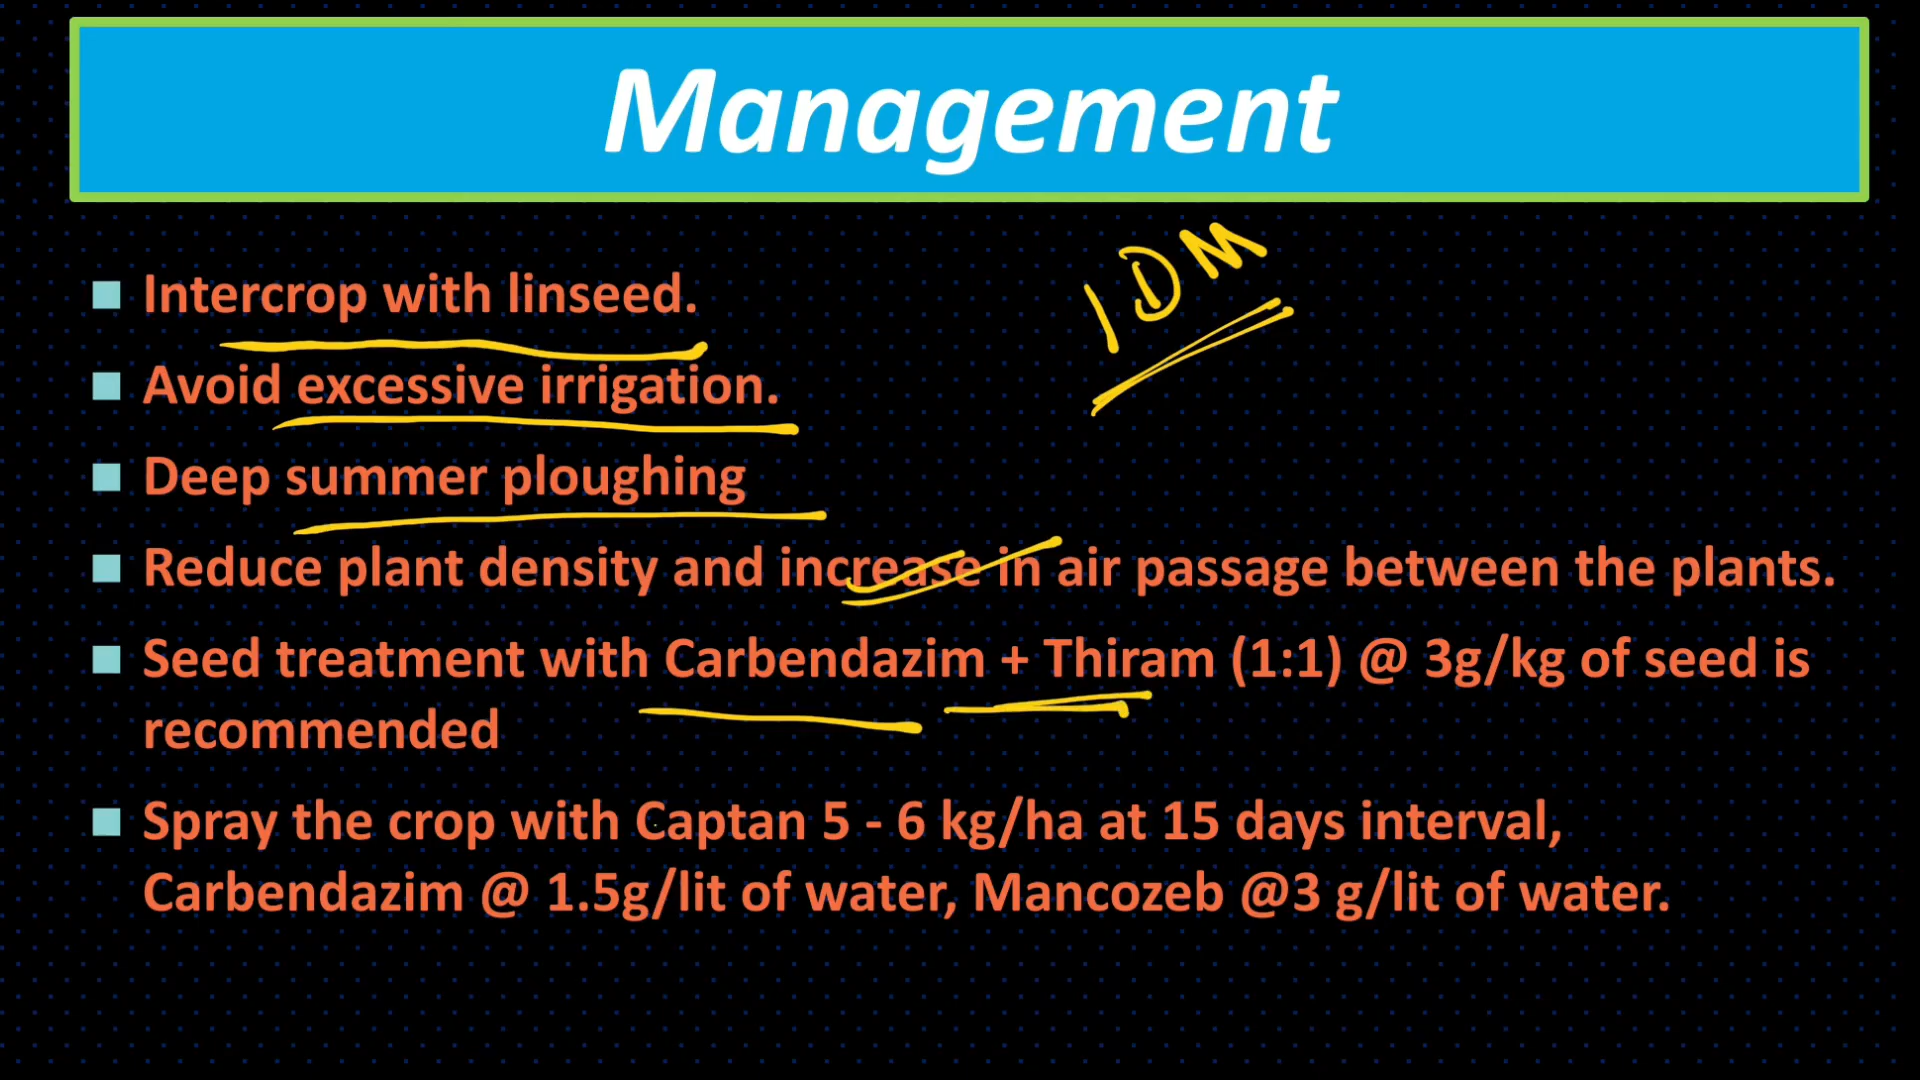 Management
IDM
Intercrop with linseed.
Avoid excessive irrigation.
Deep summer ploughing
Reduce plant density and increase in air passage between the plants.
Seed treatment with Carbendazim + Thiram (1:1) @ 3g/kg of seed is
recommended
Spray the crop with Captan 5 - 6 kg/ha at 15 days interval,
Carbendazim @ 1.5g/lit of water, Mancozeb @3 g/lit of water.